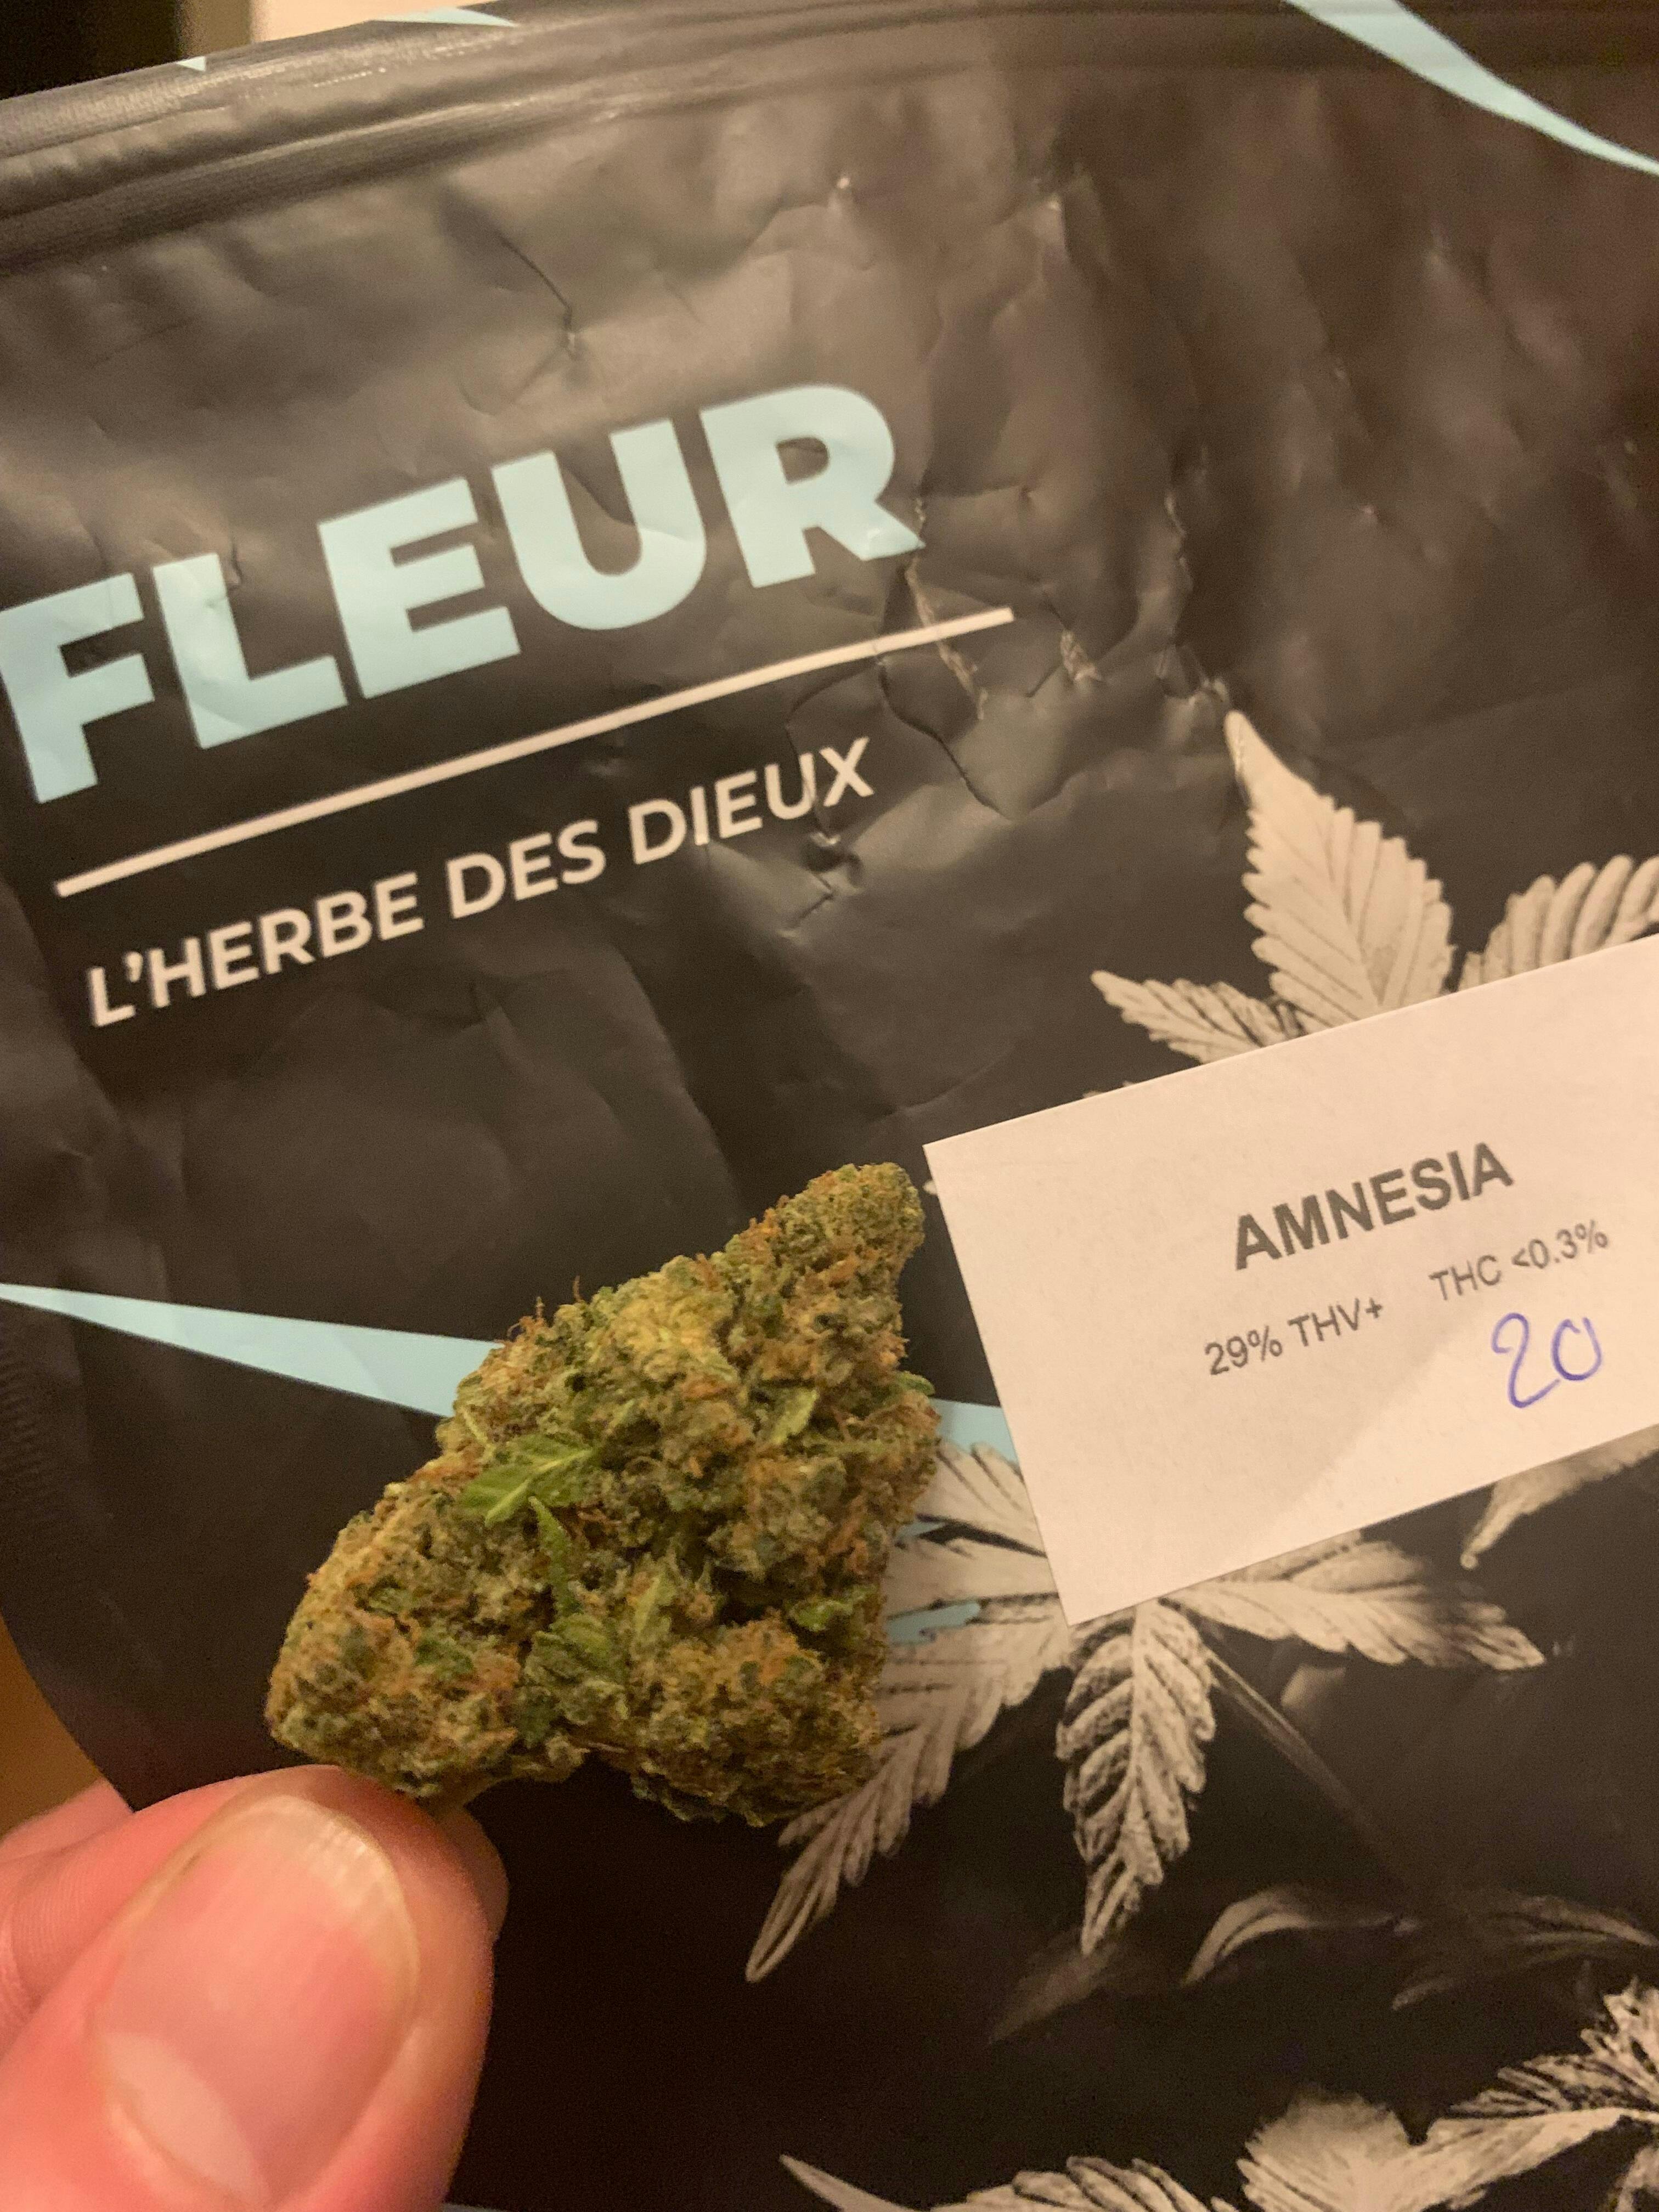 FLEUR
L'HERBE DES DIEUX
AMNESIA
29% THV+ THC <0.3%
20